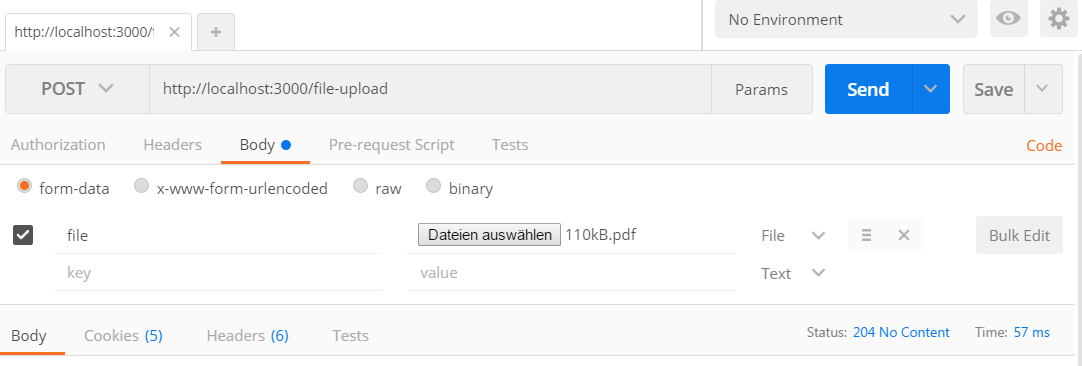 http://localhost:3000/f
No Environment
POST http://localhost:3000/file-upload Params Send Save
Authorization Headers Body Pre-request Script Tests Code
form-data x-www-form-urlencoded raw binary
file Dateien auswählen 110kB.pdf File Bulk Edit
key value Text
Body Cookies (5) Headers (6) Tests Status: 204 No Content Time: 57 ms